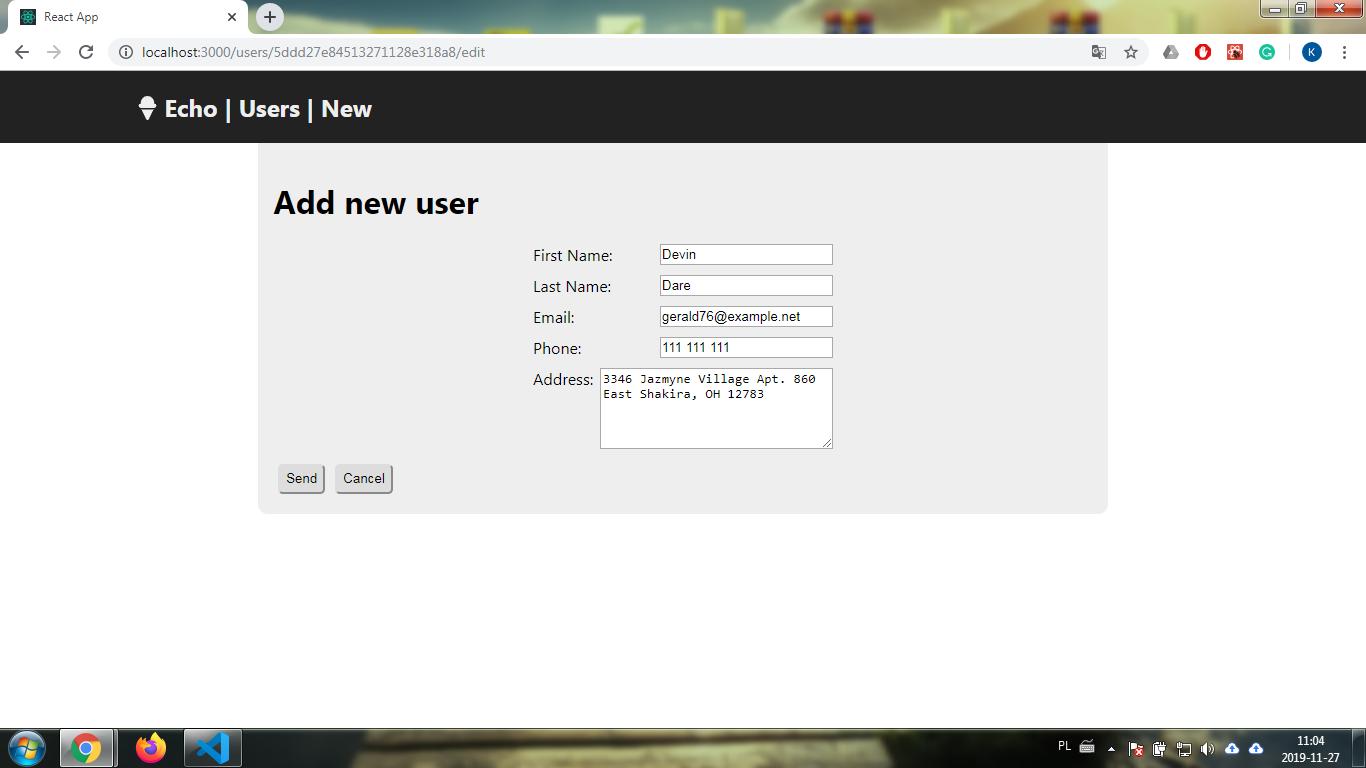 React App
localhost:3000/users/5ddd27e84513271128e318a8/edit
K
Echo | Users | New
Add new user
First Name: Devin
Last Name: Dare
Email: gerald76@example.net
Phone: 111 111 111
Address: 3346 Jazmyne Village Apt. 860
East Shakira, OH 12783
Send Cancel
PL
11:04
2019-11-27